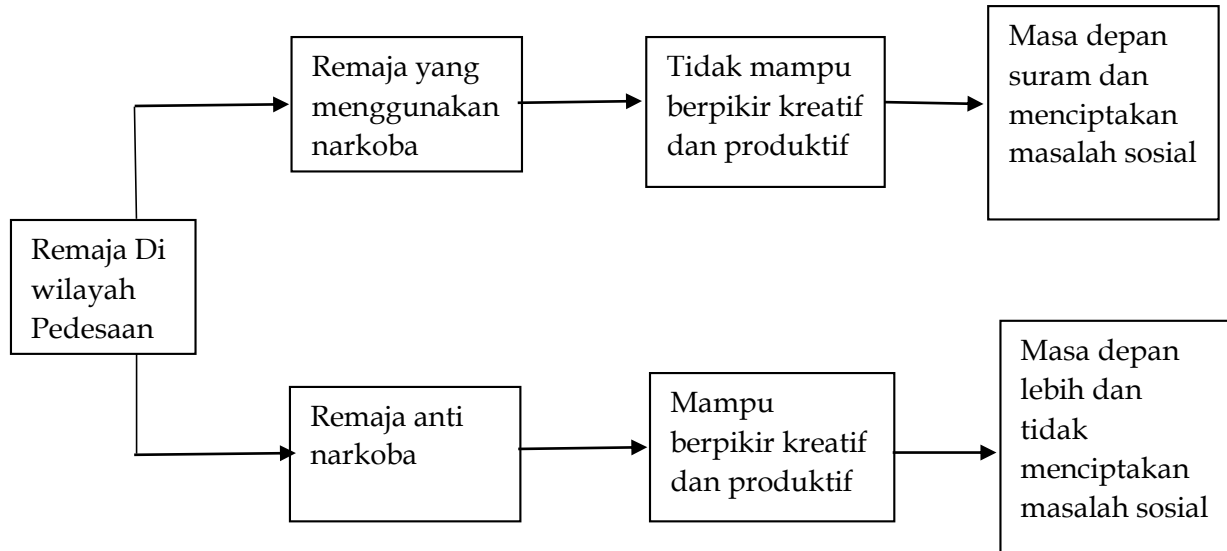 Remaja Di
wilayah
Pedesaan
Remaja yang
menggunakan
narkoba
Tidak mampu
berpikir kreatif
dan produktif
Masa depan
suram dan
menciptakan
masalah sosial
Remaja anti
narkoba
Mampu
berpikir kreatif
dan produktif
Masa depan
lebih dan
tidak
menciptakan
masalah sosial